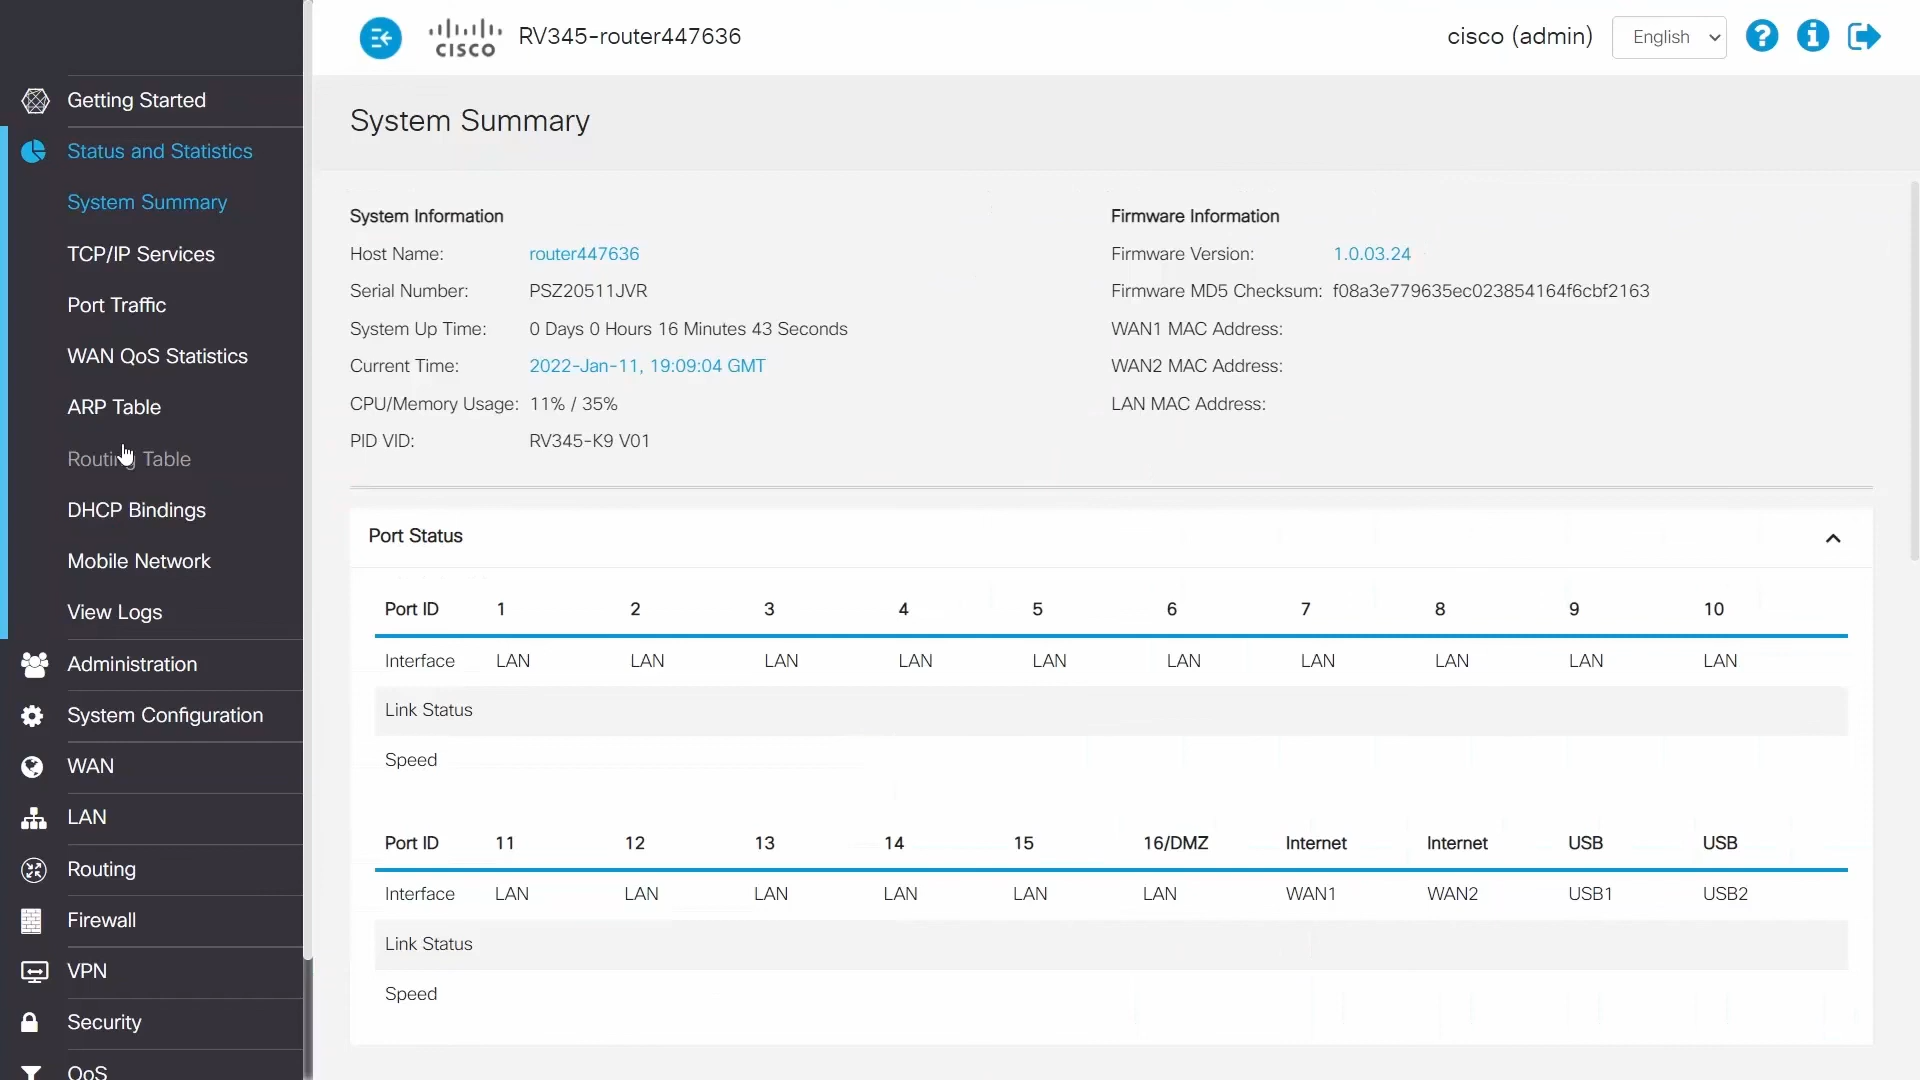 CISCO
RV345-router447636
cisco (admin)
English
Getting Started
Status and Statistics
System Summary
TCP/IP Services
Port Traffic
WAN QoS Statistics
ARP Table
Routing Table
DHCP Bindings
Mobile Network
View Logs
Administration
System Configuration
WAN
LAN
Routing
Firewall
VPN
Security
QoS
System Summary
System Information
Host Name: router447636
Serial Number: PSZ20511JVR
System Up Time: 0 Days 0 Hours 16 Minutes 43 Seconds
Current Time: 2022-Jan-11, 19:09:04 GMT
CPU/Memory Usage: 11% / 35%
PID VID: RV345-K9 V01
Firmware Information
Firmware Version: 1.0.03.24
Firmware MD5 Checksum: f08a3e779635ec023854164f6cbf2163
WAN1 MAC Address:
WAN2 MAC Address:
LAN MAC Address:
Port Status
Port ID 1 2 3 4 5 6 7 8 9 10
Interface LAN LAN LAN LAN LAN LAN LAN LAN LAN LAN
Link Status
Speed
Port ID 11 12 13 14 15 16/DMZ Internet Internet USB USB
Interface LAN LAN LAN LAN LAN LAN WAN1 WAN2 USB1 USB2
Link Status
Speed